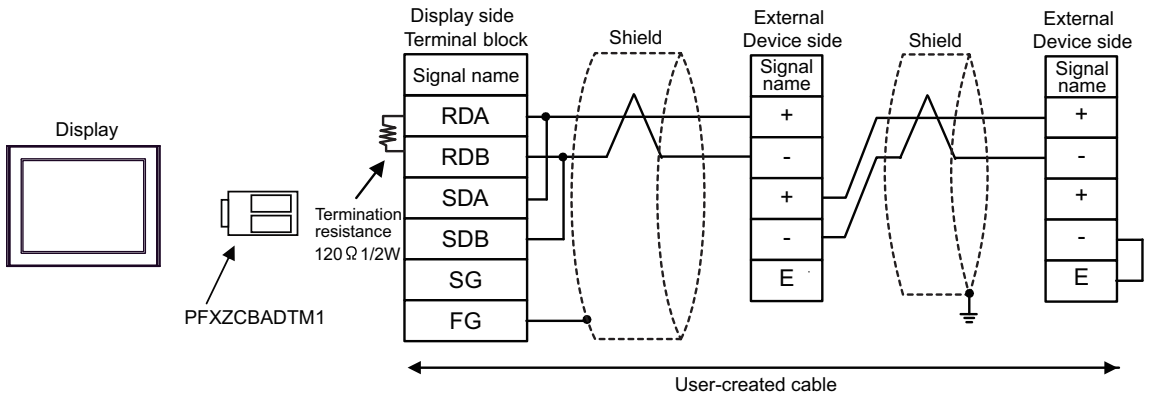 Display
PFXZCBADTM1
Termination
resistance
120Ω 1/2W
Display side
Terminal block
Signal name
RDA
RDB
SDA
SDB
SG
FG
Shield
External
Device side
Signal
name
+
-
+
-
E
Shield
External
Device side
Signal
name
+
-
+
-
E
User-created cable